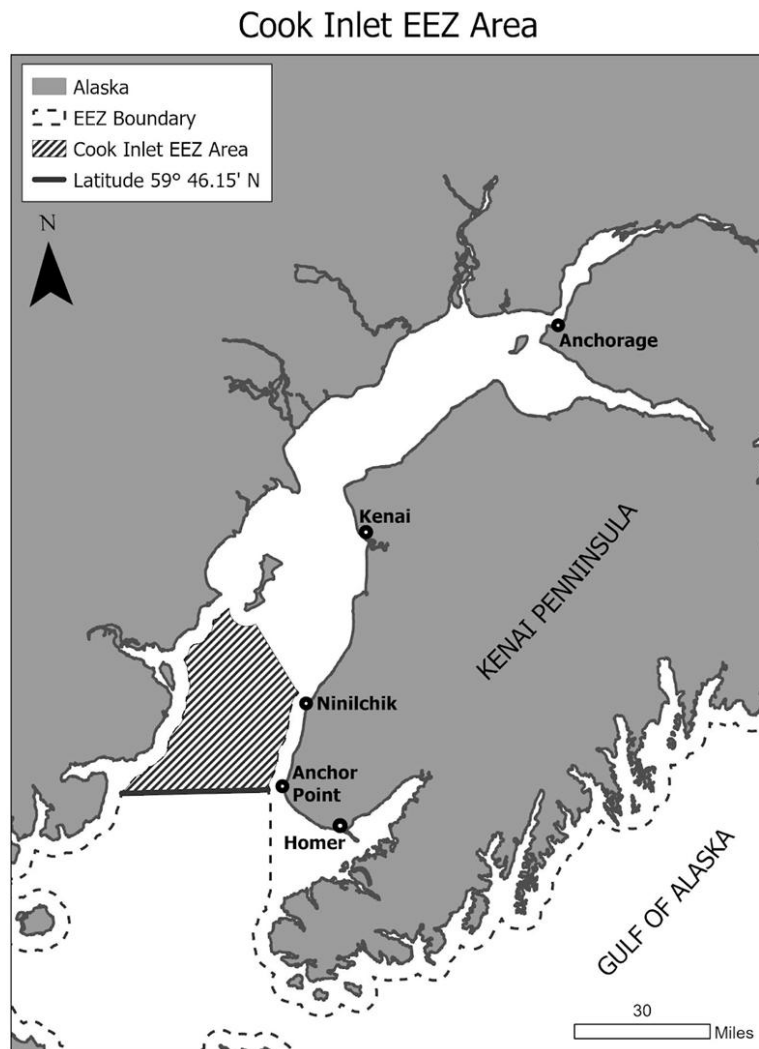 Cook Inlet EEZ Area
Alaska
EEZ Boundary
Cook Inlet EEZ Area
Latitude 59° 46.15' N
N
Anchorage
Kenai
KENAI PENNINSULA
Ninilchik
Anchor
Point
Homer
GULF OF ALASKA
30
Miles